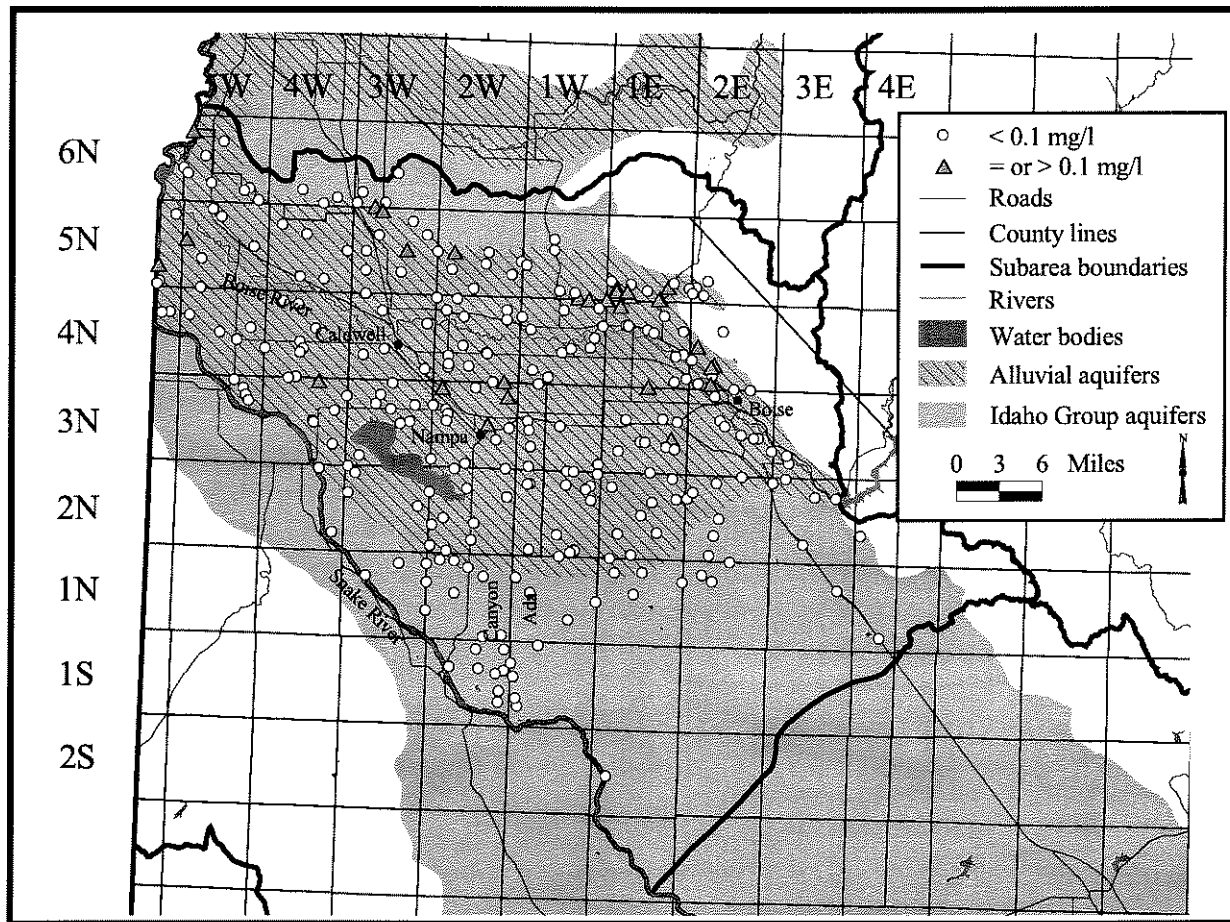 5W 4W 3W 2W 1W 1E 2E 3E 4E
6N
5N
4N
3N
2N
1N
1S
2S
Boise River
Caldwell
Nampa
Boise
Snake River
Canyon
Ada
< 0.1 mg/l
= or > 0.1 mg/l
Roads
County lines
Subarea boundaries
Rivers
Water bodies
Alluvial aquifers
Idaho Group aquifers
N
0 3 6 Miles